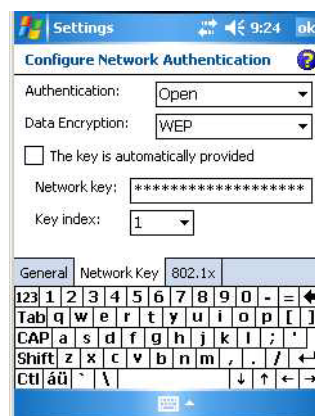 Settings 9:24 ok
Configure Network Authentication ?
Authentication: Open
Data Encryption: WEP
The key is automatically provided
Network key: *******************
Key index: 1
General Network Key 802.1x
123 1 2 3 4 5 6 7 8 9 0 - =
Tab q w e r t y u i o p [ ]
CAP a s d f g h j k l ; '
Shift z x c v b n m , . /
Ctl áü ` \